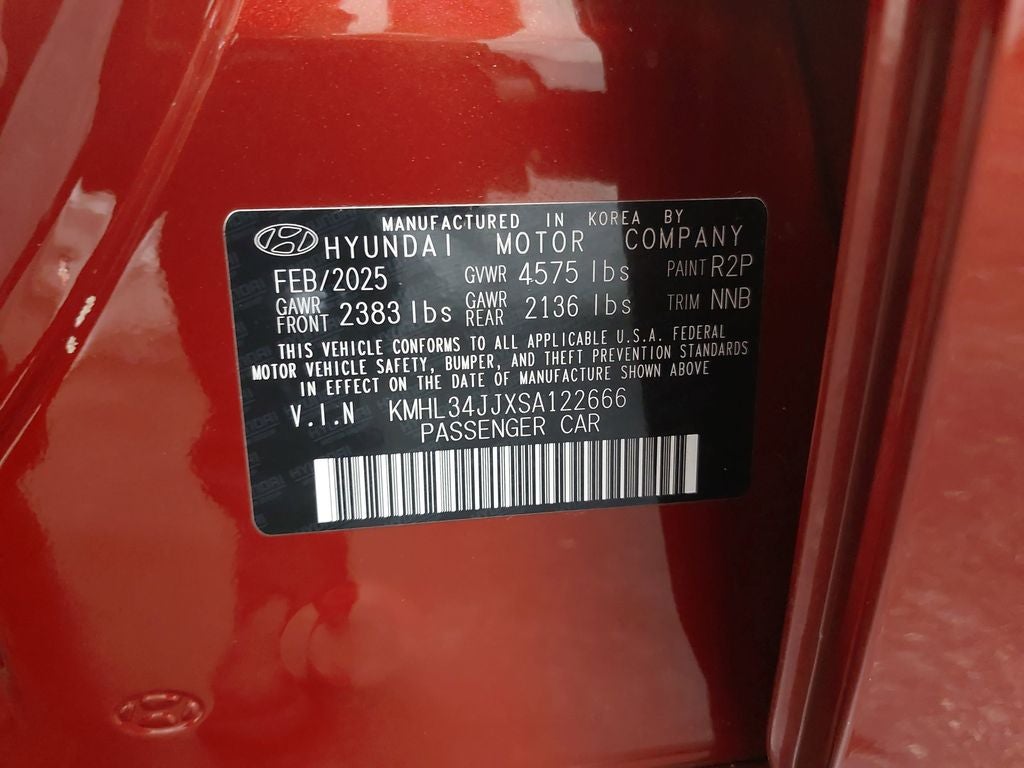 MANUFACTURED IN KOREA BY
HYUNDAI MOTOR COMPANY
FEB/2025 GVWR 4575 lbs PAINT R2P
GAWR FRONT 2383 lbs GAWR REAR 2136 lbs TRIM NNB
THIS VEHICLE CONFORMS TO ALL APPLICABLE U.S.A. FEDERAL
MOTOR VEHICLE SAFETY, BUMPER, AND THEFT PREVENTION STANDARDS
IN EFFECT ON THE DATE OF MANUFACTURE SHOWN ABOVE
V.I.N KMHL34JJXSA122666
PASSENGER CAR